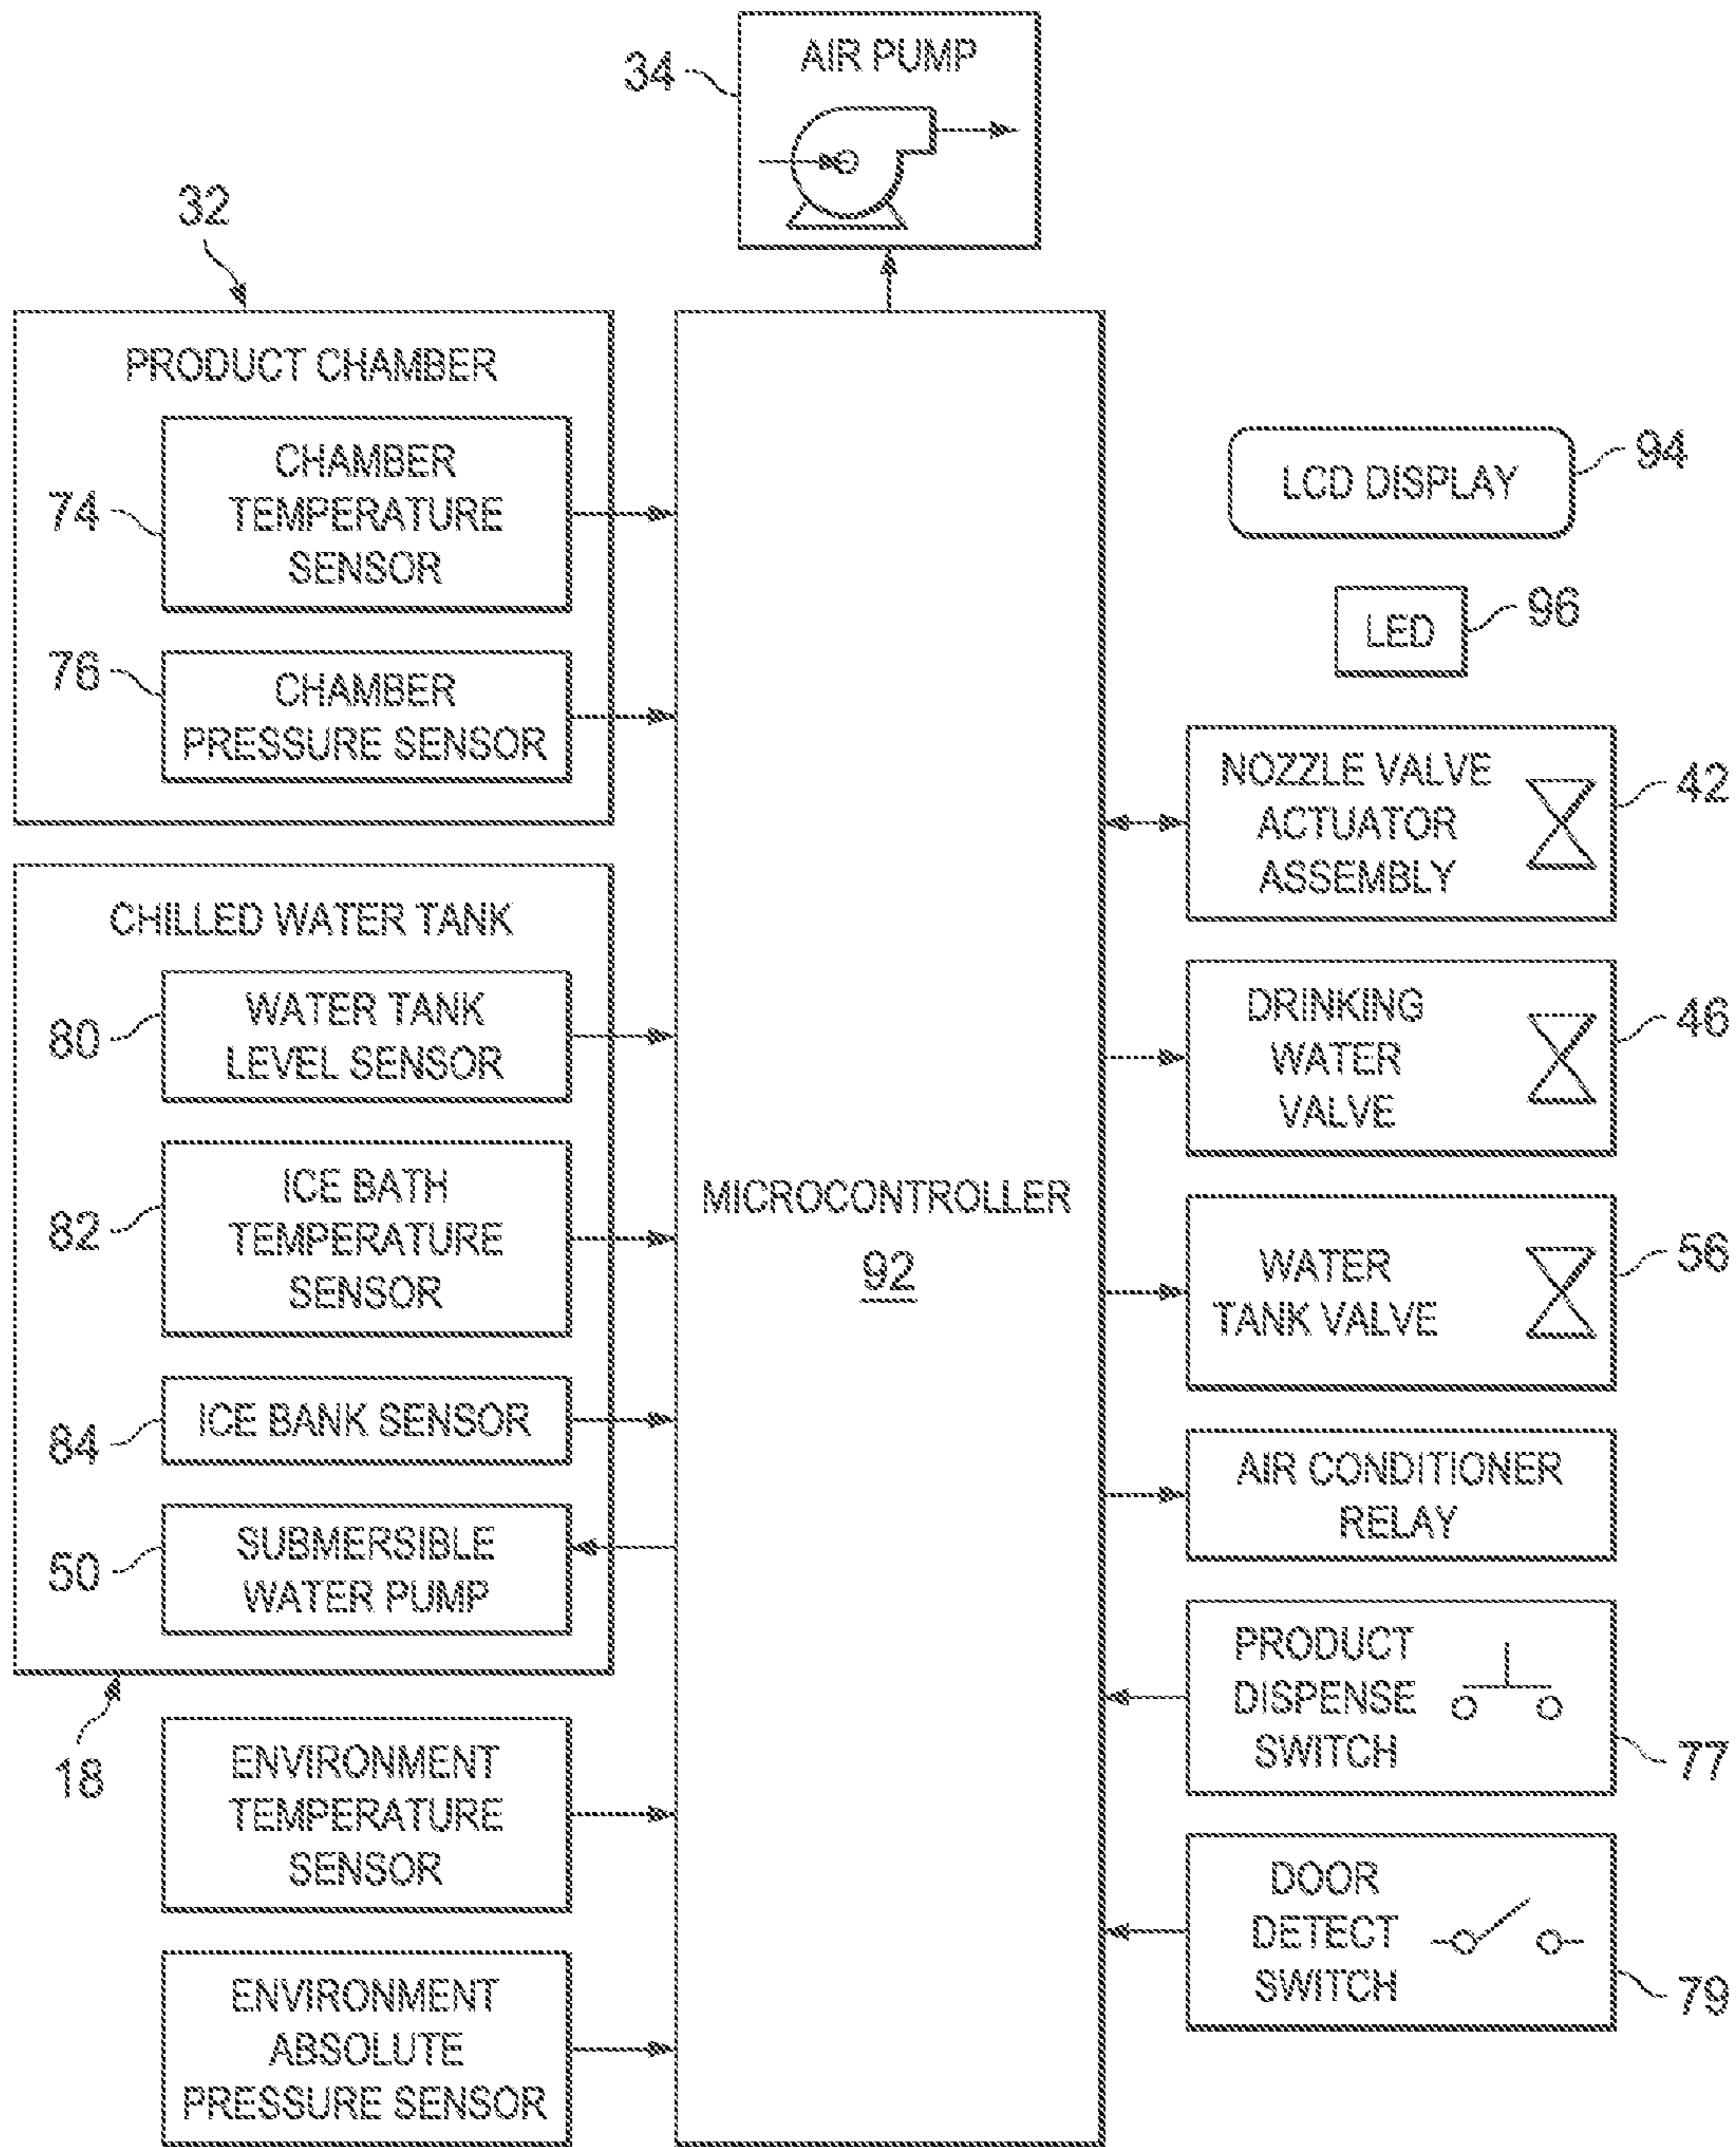 AIR PUMP
34
32
PRODUCT CHAMBER
CHAMBER
TEMPERATURE
SENSOR
74
CHAMBER
PRESSURE SENSOR
76
CHILLED WATER TANK
WATER TANK
LEVEL SENSOR
80
ICE BATH
TEMPERATURE
SENSOR
82
ICE BANK SENSOR
84
SUBMERSIBLE
WATER PUMP
50
18
ENVIRONMENT
TEMPERATURE
SENSOR
ENVIRONMENT
ABSOLUTE
PRESSURE SENSOR
MICROCONTROLLER
92
LCD DISPLAY
94
LED
96
NOZZLE VALVE
ACTUATOR
ASSEMBLY
42
DRINKING
WATER
VALVE
46
WATER
TANK VALVE
56
AIR CONDITIONER
RELAY
PRODUCT
DISPENSE
SWITCH
77
DOOR
DETECT
SWITCH
79